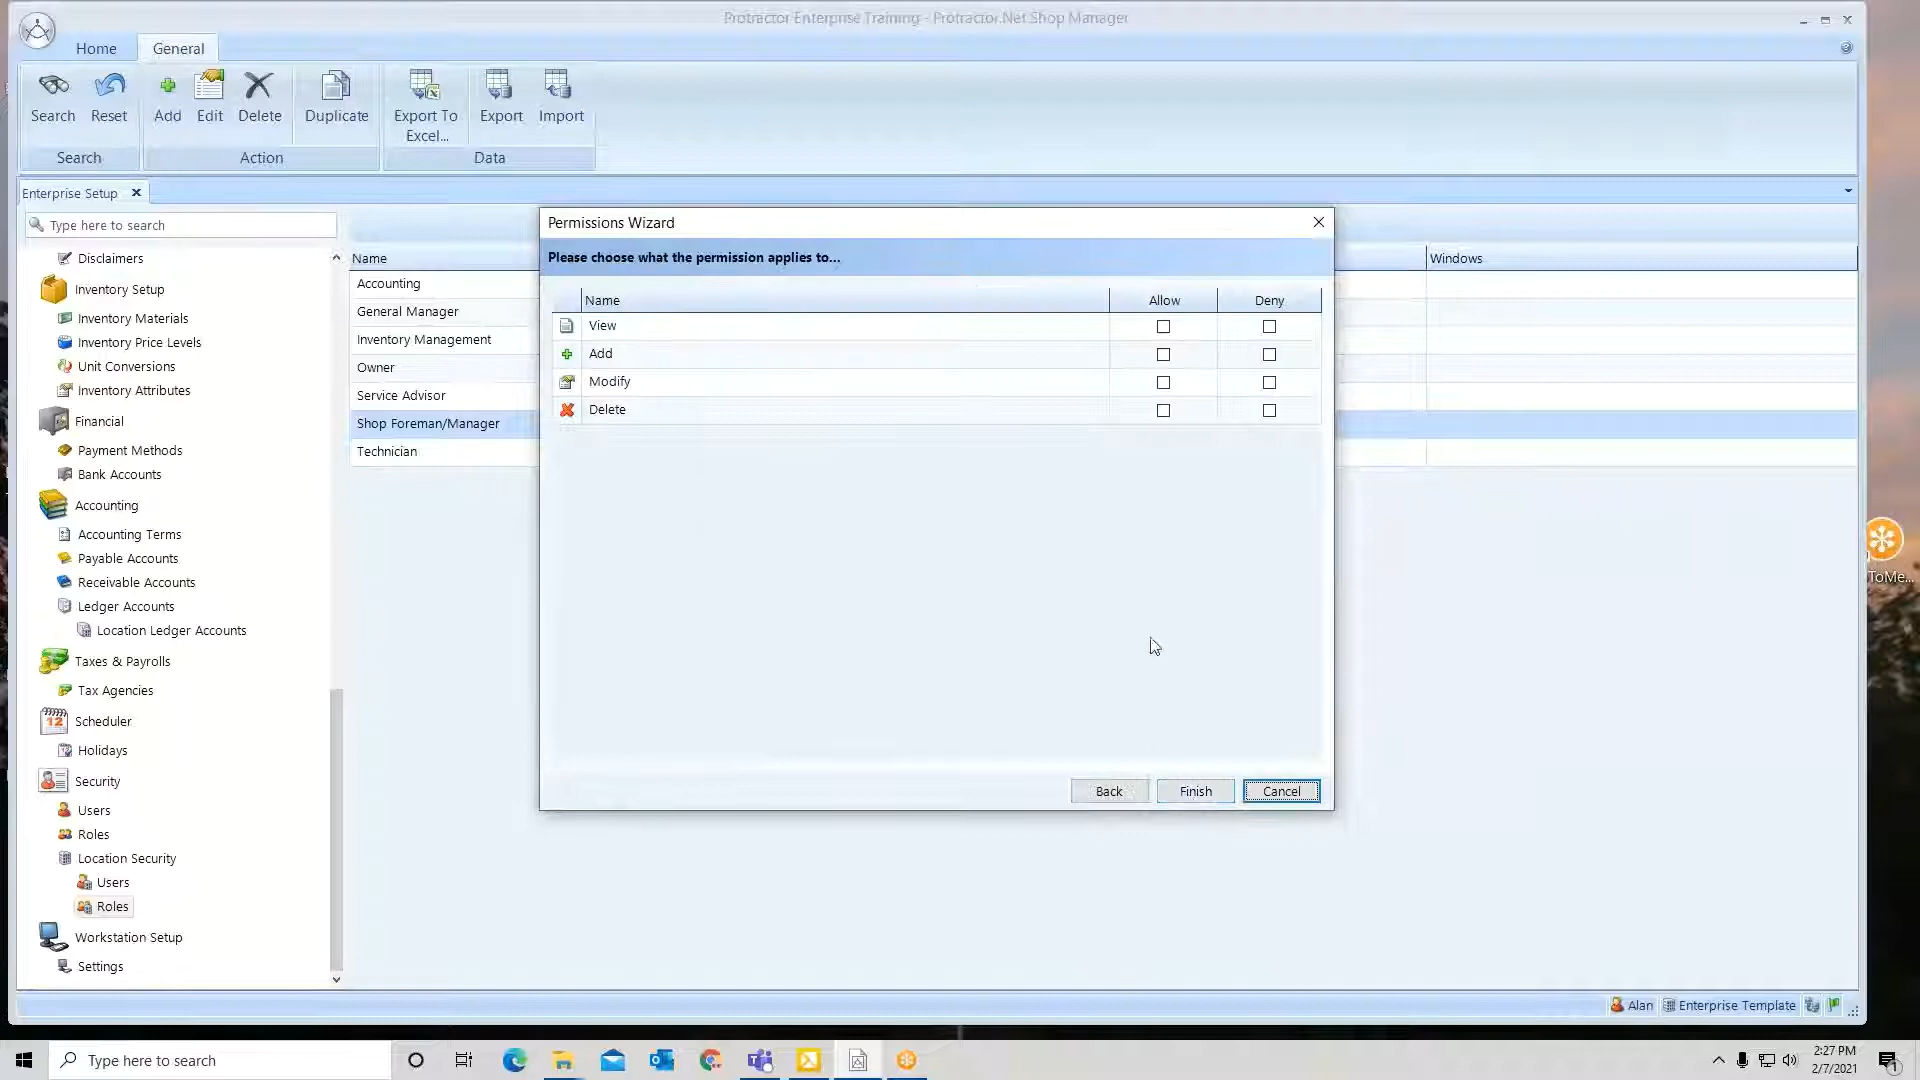 Protractor Enterprise Training - Protractor.Net Shop Manager
Home
General
Search
Reset
Add
Edit
Delete
Duplicate
Export To
Excel...
Export
Import
Search
Action
Data
Enterprise Setup
Type here to search
Disclaimers
Inventory Setup
Inventory Materials
Inventory Price Levels
Unit Conversions
Inventory Attributes
Financial
Payment Methods
Bank Accounts
Accounting
Accounting Terms
Payable Accounts
Receivable Accounts
Ledger Accounts
Location Ledger Accounts
Taxes & Payrolls
Tax Agencies
Scheduler
12
Holidays
Security
Users
Roles
Location Security
Users
Roles
Workstation Setup
Settings
Name
Windows
Accounting
General Manager
Inventory Management
Owner
Service Advisor
Shop Foreman/Manager
Technician
Permissions Wizard
Please choose what the permission applies to...
Name
Allow
Deny
View
Add
Modify
Delete
Back
Finish
Cancel
ToMe...
Alan
Enterprise Template
Type here to search
2:27 PM
2/7/2021